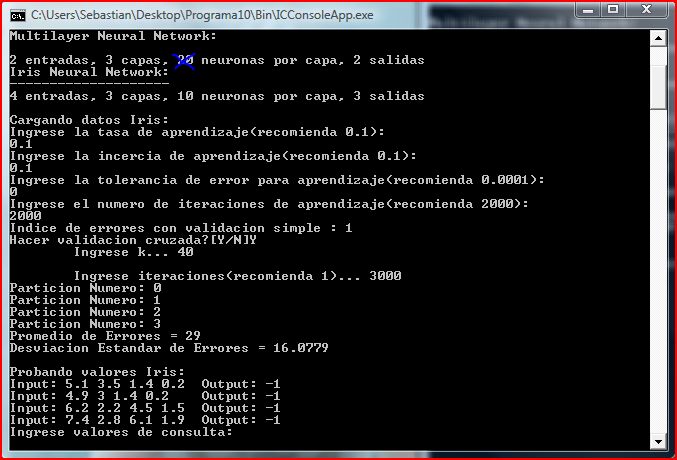 C:\Users\Sebastian\Desktop\Programa10\Bin\ICConsoleApp.exe
Multilayer Neural Network:
2 entradas, 3 capas, 20 neuronas por capa, 2 salidas
Iris Neural Network:
--------------------
4 entradas, 3 capas, 10 neuronas por capa, 3 salidas
Cargando datos Iris:
Ingrese la tasa de aprendizaje(recomienda 0.1):
0.1
Ingrese la incercia de aprendizaje(recomienda 0.1):
0.1
Ingrese la tolerancia de error para aprendizaje(recomienda 0.0001):
0
Ingrese el numero de iteraciones de aprendizaje(recomienda 2000):
2000
Indice de errores con validacion simple : 1
Hacer validacion cruzada?[Y/N]Y
Ingrese k... 40
Ingrese iteraciones(recomienda 1)... 3000
Particion Numero: 0
Particion Numero: 1
Particion Numero: 2
Particion Numero: 3
Promedio de Errores = 29
Desviacion Estandar de Errores = 16.0779
Probando valores Iris:
Input: 5.1 3.5 1.4 0.2  Output: -1
Input: 4.9 3 1.4 0.2    Output: -1
Input: 6.2 2.2 4.5 1.5  Output: -1
Input: 7.4 2.8 6.1 1.9  Output: -1
Ingrese valores de consulta: